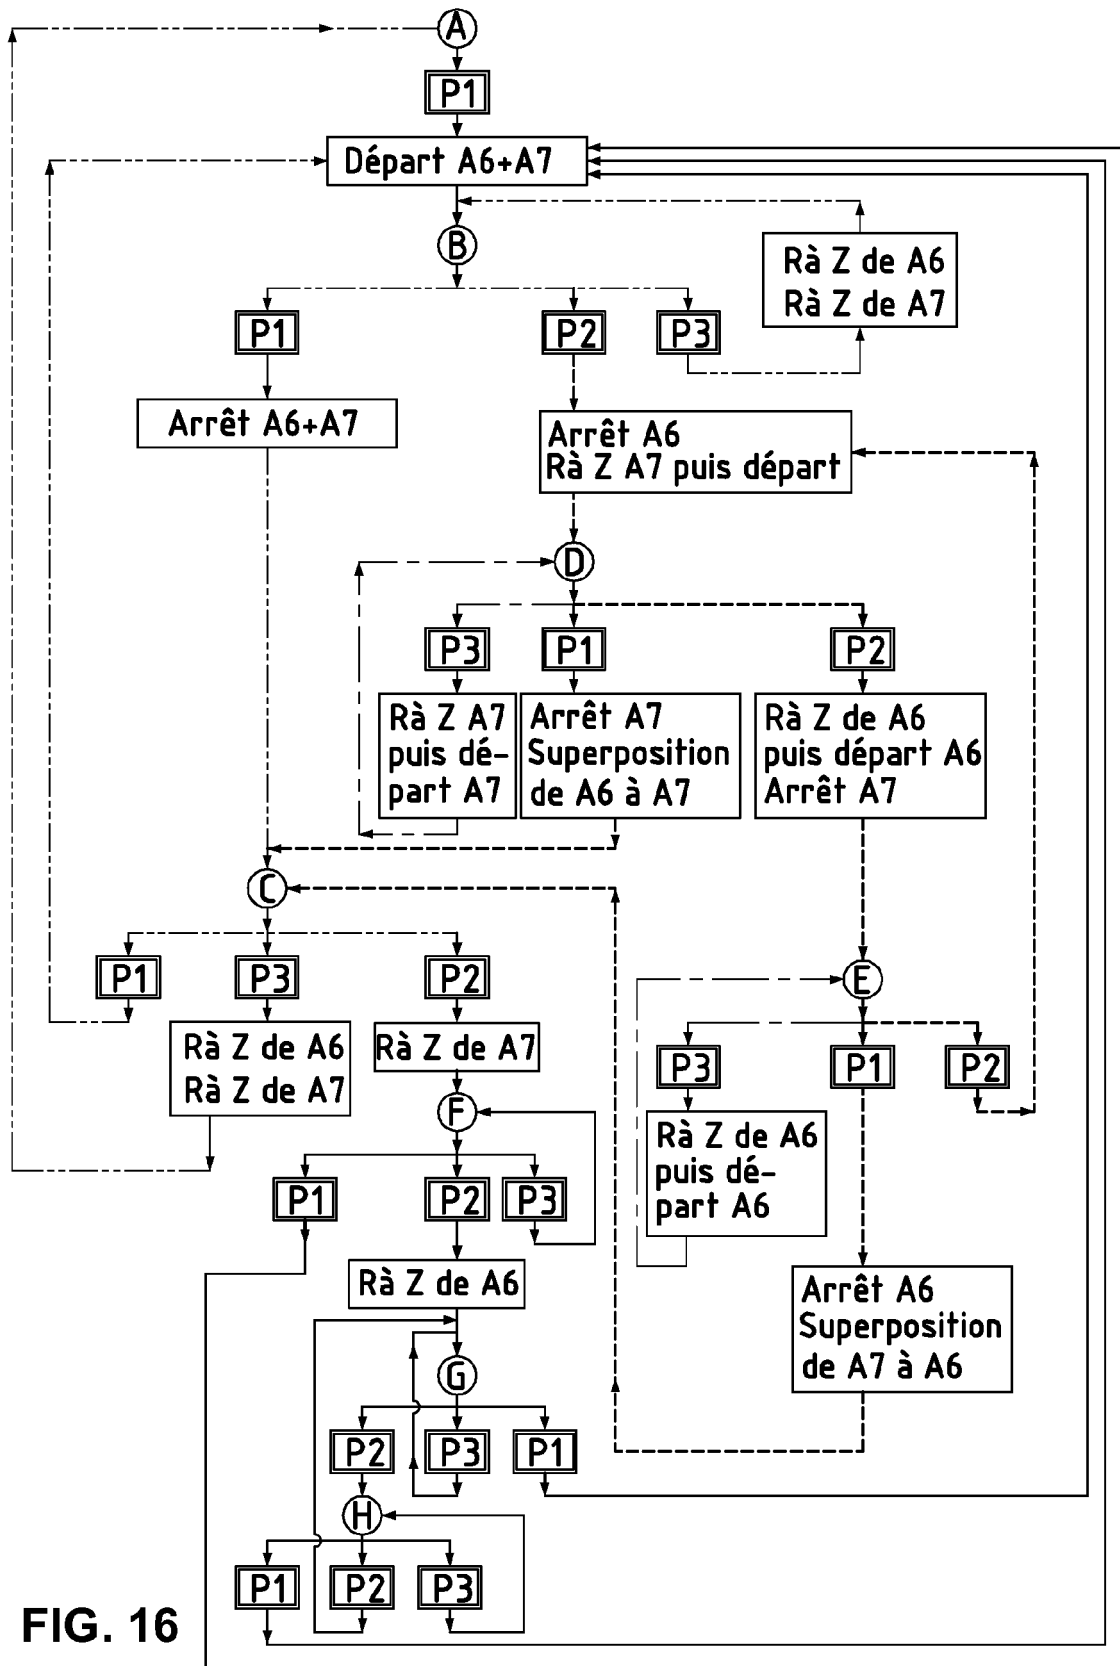 A
P1
Départ A6+A7
B
Rà Z de A6
Rà Z de A7
P1
P2
P3
Arrêt A6+A7
Arrêt A6
Rà Z A7 puis départ
D
P3
P1
P2
Rà Z A7
puis dé-
part A7
Arrêt A7
Superposition
de A6 à A7
Rà Z de A6
puis départ A6
Arrêt A7
C
P1
P3
P2
E
Rà Z de A6
Rà Z de A7
Rà Z de A7
P3
P1
P2
F
Rà Z de A6
puis dé-
part A6
P1
P2
P3
Rà Z de A6
Arrêt A6
Superposition
de A7 à A6
G
P2
P3
P1
H
P1
P2
P3
FIG. 16